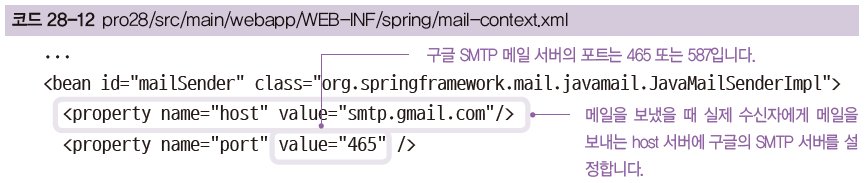 코드 28-12 pro28/src/main/webapp/WEB-INF/spring/mail-context.xml
...
구글 SMTP 메일 서버의 포트는 465 또는 587입니다.
<bean id="mailSender" class="org.springframework.mail.javamail.JavaMailSenderImpl">
<property name="host" value="smtp.gmail.com"/>
메일을 보냈을 때 실제 수신자에게 메일을
<property name="port" value="465" />
보내는 host 서버에 구글의 SMTP 서버를 설
정합니다.